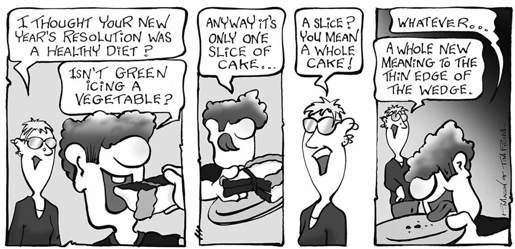 I THOUGHT YOUR NEW
YEAR'S RESOLUTION WAS
A HEALTHY DIET?
ISN'T GREEN
ICING A
VEGETABLE?
ANYWAY IT'S
ONLY ONE
SLICE OF
CAKE...
A SLICE?
YOU MEAN
A WHOLE
CAKE!
WHATEVER...
A WHOLE NEW
MEANING TO THE
THIN EDGE OF
THE WEDGE.